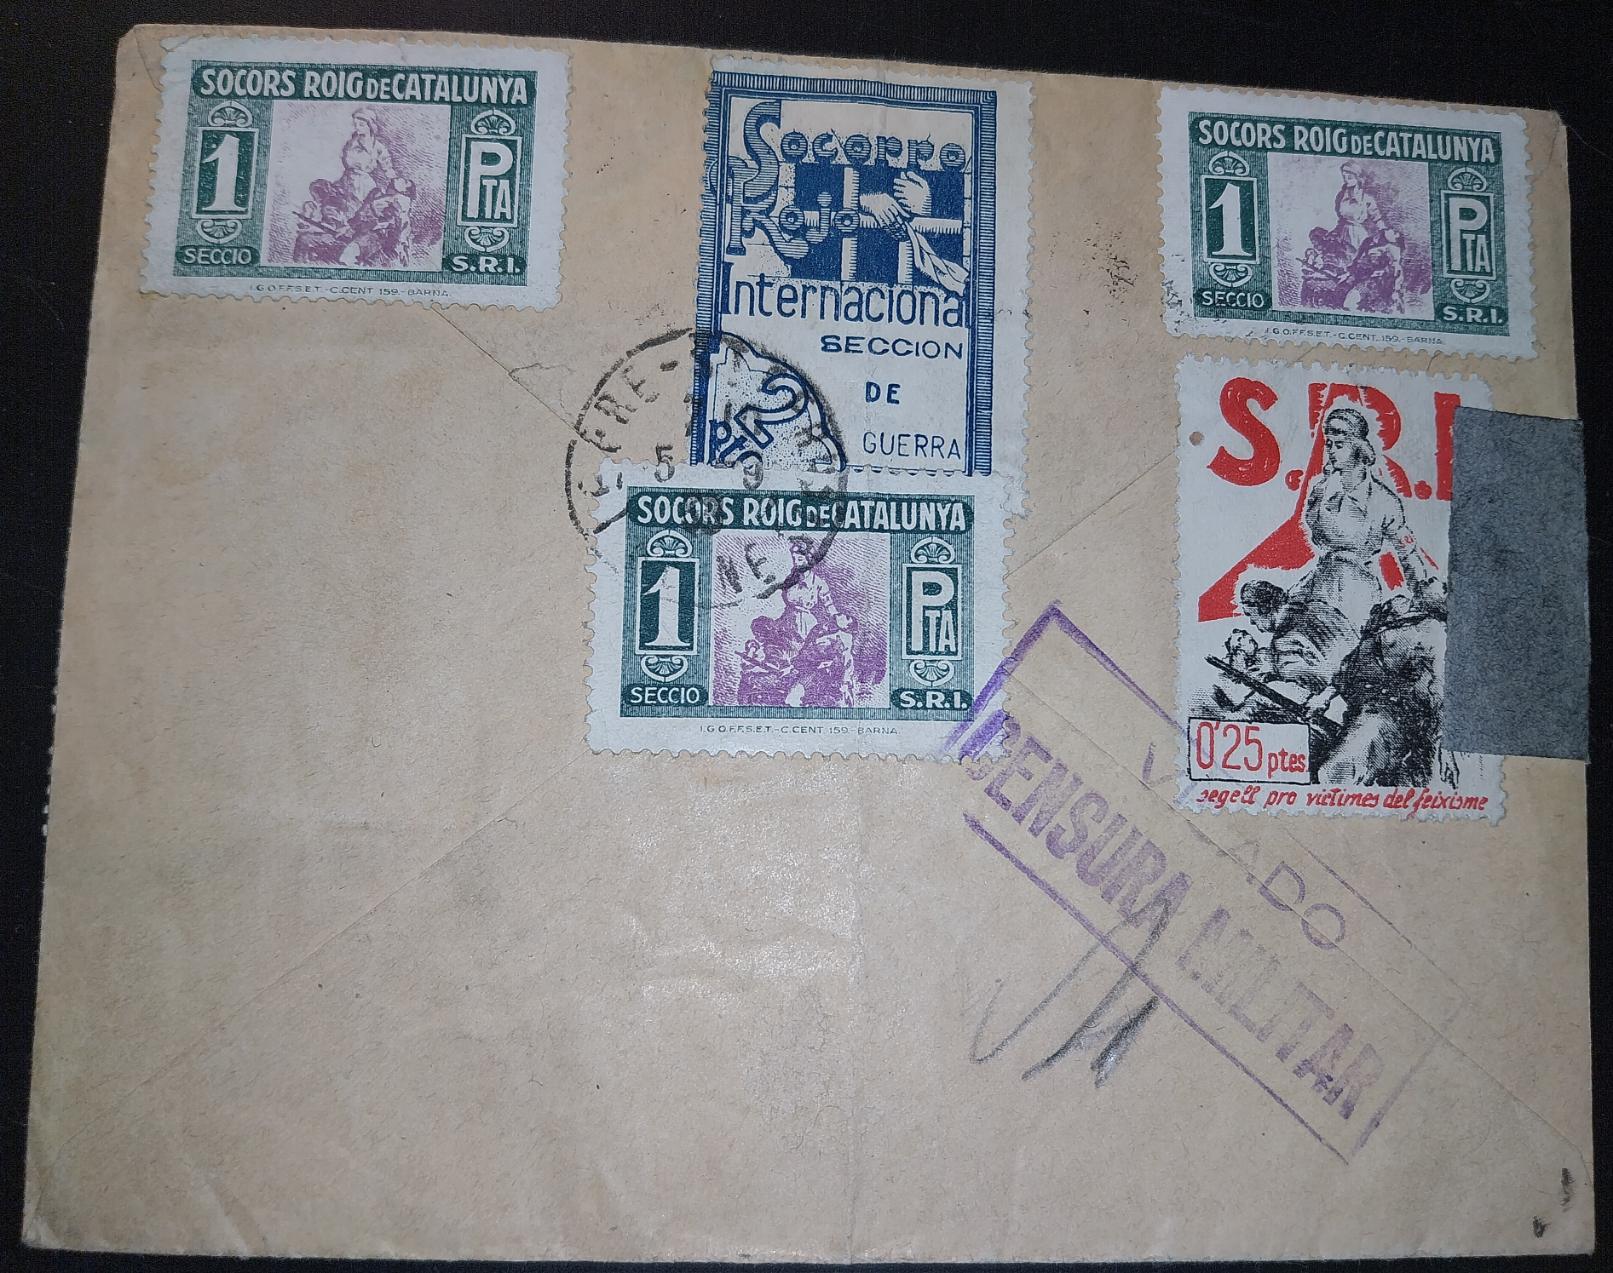 SOCORS ROIG DE CATALUNYA
1 PTA
SECCIO S.R.I.
I.G.OFFSET.-C.CENT 159.-BARNA.
Socorro
Rojo
Internacional
SECCION
DE
GUERRA
2
SOCORS ROIG DE CATALUNYA
1 PTA
SECCIO S.R.I.
I.G.OFFSET.-C.CENT. 159.-BARNA.
S.R.I
0'25 ptes
segell pro victimes del feixisme
SOCORS ROIG DE CATALUNYA
1 PTA
SECCIO S.R.I.
I.G.OFFSET.-C.CENT 159.-BARNA.
CENSURA MILITAR